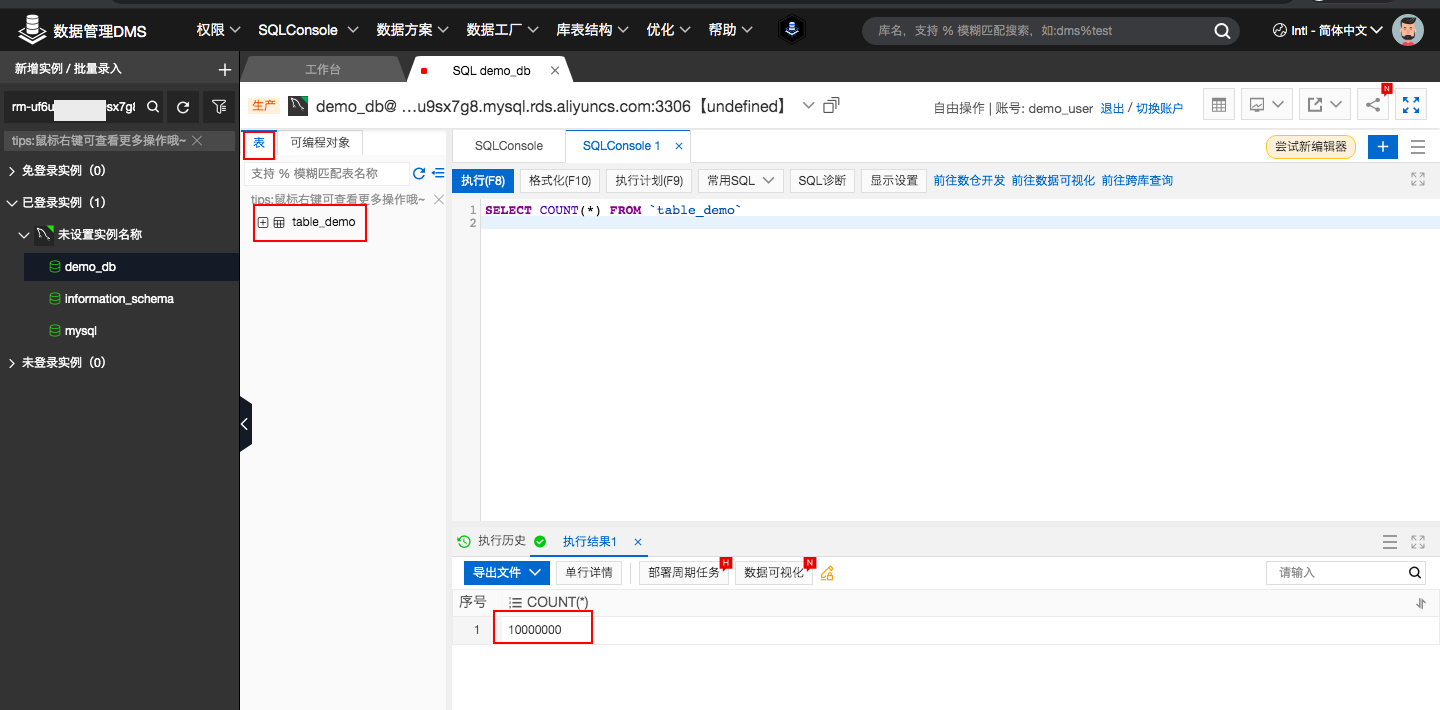 数据管理DMS
权限
SQLConsole
数据方案
数据工厂
库表结构
优化
帮助
库名，支持 % 模糊匹配搜索，如:dms%test
Intl - 简体中文
新增实例 / 批量录入
工作台
SQL demo_db
rm-uf6u
sx7g8
生产
demo_db@ ...u9sx7g8.mysql.rds.aliyuncs.com:3306【undefined】
自由操作 | 账号: demo_user 退出 / 切换账户
N
tips:鼠标右键可查看更多操作哦~
免登录实例（0）
已登录实例（1）
未设置实例名称
demo_db
information_schema
mysql
未登录实例（0）
表
可编程对象
支持 % 模糊匹配表名称
tips:鼠标右键可查看更多操作哦~
table_demo
SQLConsole
SQLConsole 1
尝试新编辑器
执行(F8)
格式化(F10)
执行计划(F9)
常用SQL
SQL诊断
显示设置
前往数仓开发 前往数据可视化 前往跨库查询
1 SELECT COUNT(*) FROM `table_demo`
2
执行历史
执行结果1
导出文件
单行详情
部署周期任务
H
数据可视化
N
请输入
序号
COUNT(*)
1
10000000